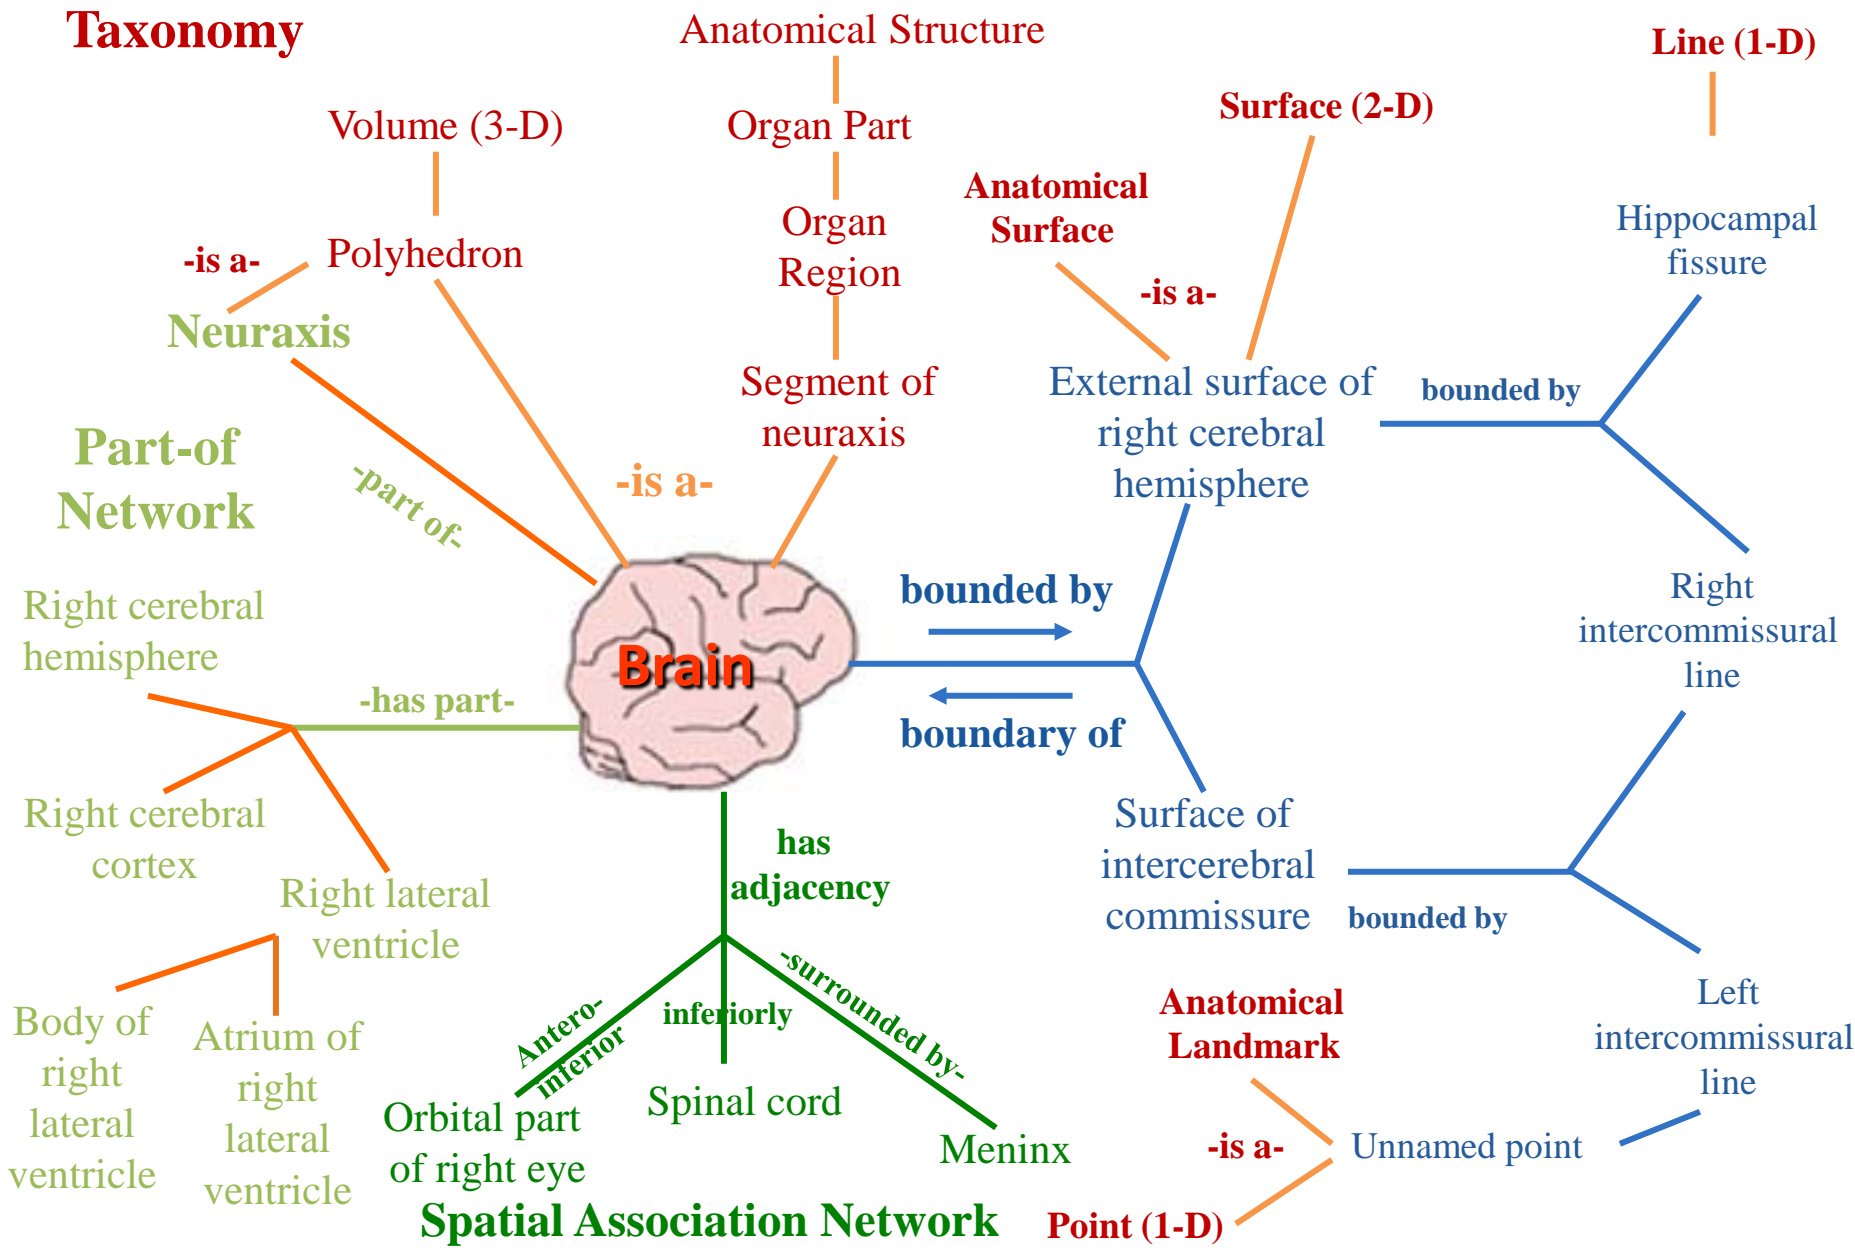 Taxonomy
Anatomical Structure
Line (1-D)
Volume (3-D)
Organ Part
Surface (2-D)
Anatomical
Surface
Organ
Region
Hippocampal
fissure
-is a-
Polyhedron
-is a-
Neuraxis
Segment of
neuraxis
External surface of
right cerebral
hemisphere
bounded by
Part-of
Network
-part of-
-is a-
Right cerebral
hemisphere
bounded by
Right
intercommissural
line
Brain
-has part-
boundary of
Right cerebral
cortex
has
adjacency
Surface of
intercerebral
commissure
bounded by
Right lateral
ventricle
-surrounded by-
Antero-
inferior
inferiorly
Anatomical
Landmark
Left
intercommissural
line
Body of
right
lateral
ventricle
Atrium of
right
lateral
ventricle
Orbital part
of right eye
Spinal cord
Meninx
-is a-
Unnamed point
Spatial Association Network
Point (1-D)